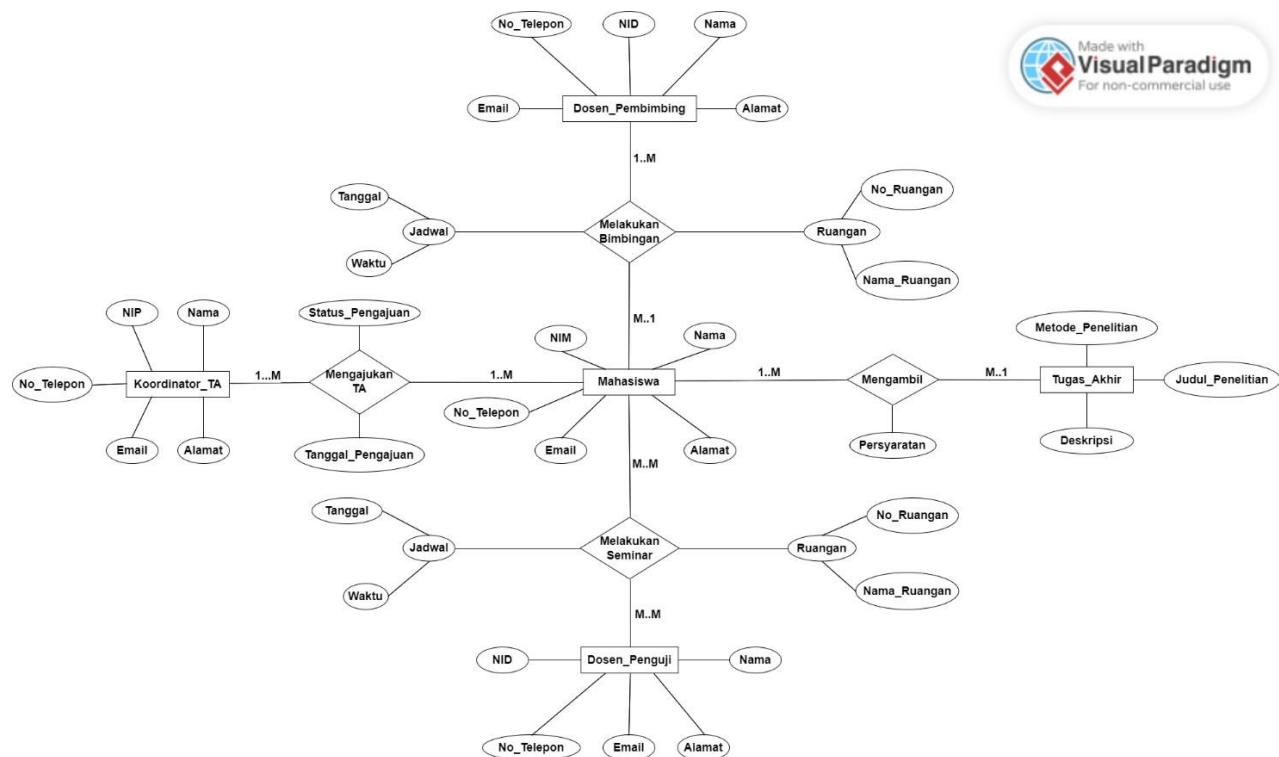 Made with
VisualParadigm
For non-commercial use
No_Telepon
NID
Nama
Email
Dosen_Pembimbing
Alamat
1..M
Tanggal
Jadwal
Waktu
Melakukan
Bimbingan
No_Ruangan
Ruangan
Nama_Ruangan
M..1
NIP
Nama
No_Telepon
Koordinator_TA
Email
Alamat
1...M
Status_Pengajuan
Mengajukan
TA
Tanggal_Pengajuan
1..M
NIM
Nama
Mahasiswa
No_Telepon
Email
Alamat
1..M
Mengambil
Persyaratan
M..1
Metode_Penelitian
Tugas_Akhir
Judul_Penelitian
Deskripsi
M..M
Tanggal
Jadwal
Waktu
Melakukan
Seminar
No_Ruangan
Ruangan
Nama_Ruangan
M..M
NID
Dosen_Penguji
Nama
No_Telepon
Email
Alamat